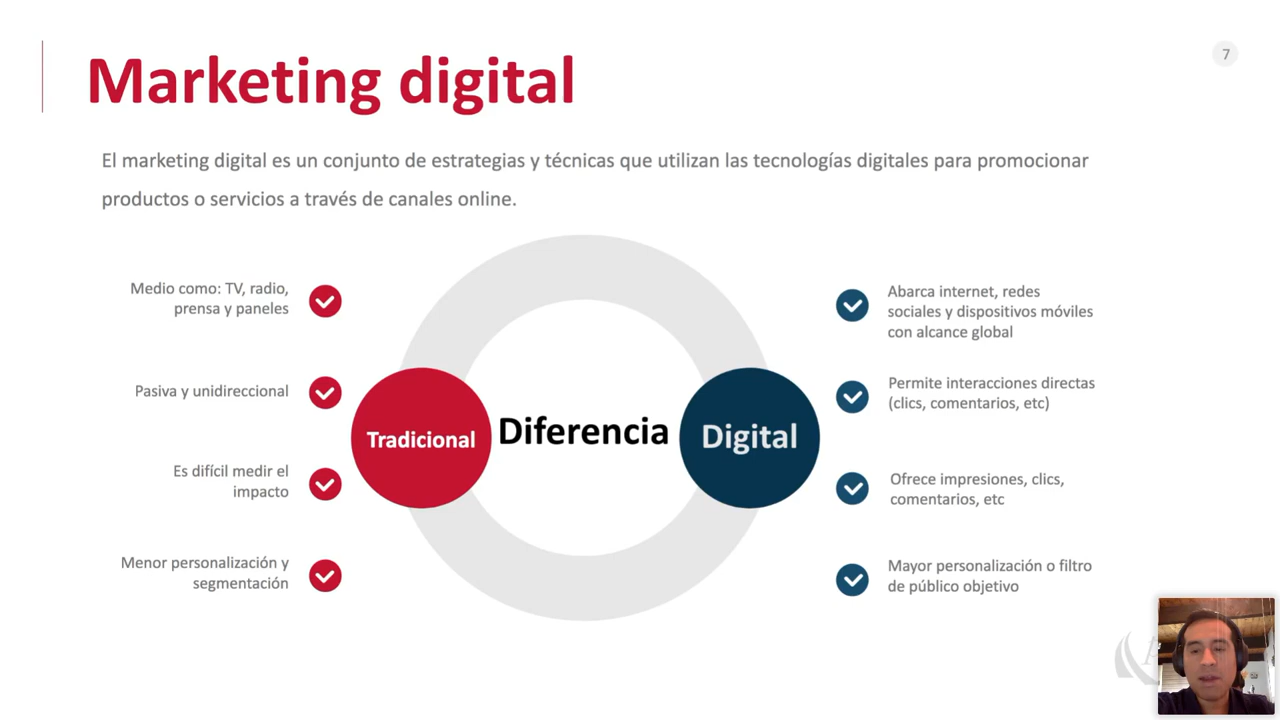 7
Marketing digital
El marketing digital es un conjunto de estrategias y técnicas que utilizan las tecnologías digitales para promocionar
productos o servicios a través de canales online.
Medio como: TV, radio,
prensa y paneles
Pasiva y unidireccional
Es difícil medir el
impacto
Menor personalización y
segmentación
Tradicional
Diferencia
Digital
Abarca internet, redes
sociales y dispositivos móviles
con alcance global
Permite interacciones directas
(clics, comentarios, etc)
Ofrece impresiones, clics,
comentarios, etc
Mayor personalización o filtro
de público objetivo